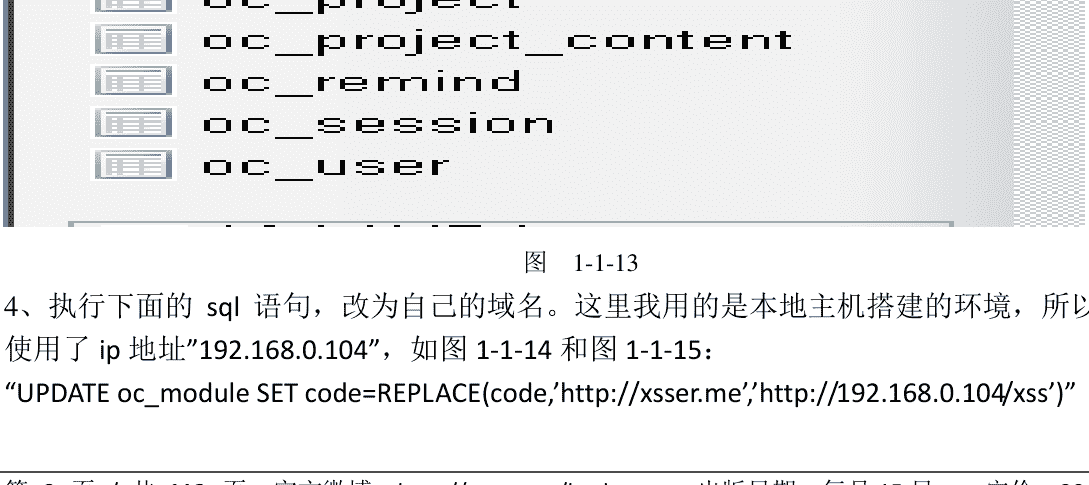 oc_project
oc_project_content
oc_remind
oc_session
oc_user
图 1-1-13
4、执行下面的 sql 语句，改为自己的域名。这里我用的是本地主机搭建的环境，所以
使用了 ip 地址”192.168.0.104”，如图 1-1-14 和图 1-1-15：
“UPDATE oc_module SET code=REPLACE(code,’http://xsser.me’,’http://192.168.0.104/xss’)”